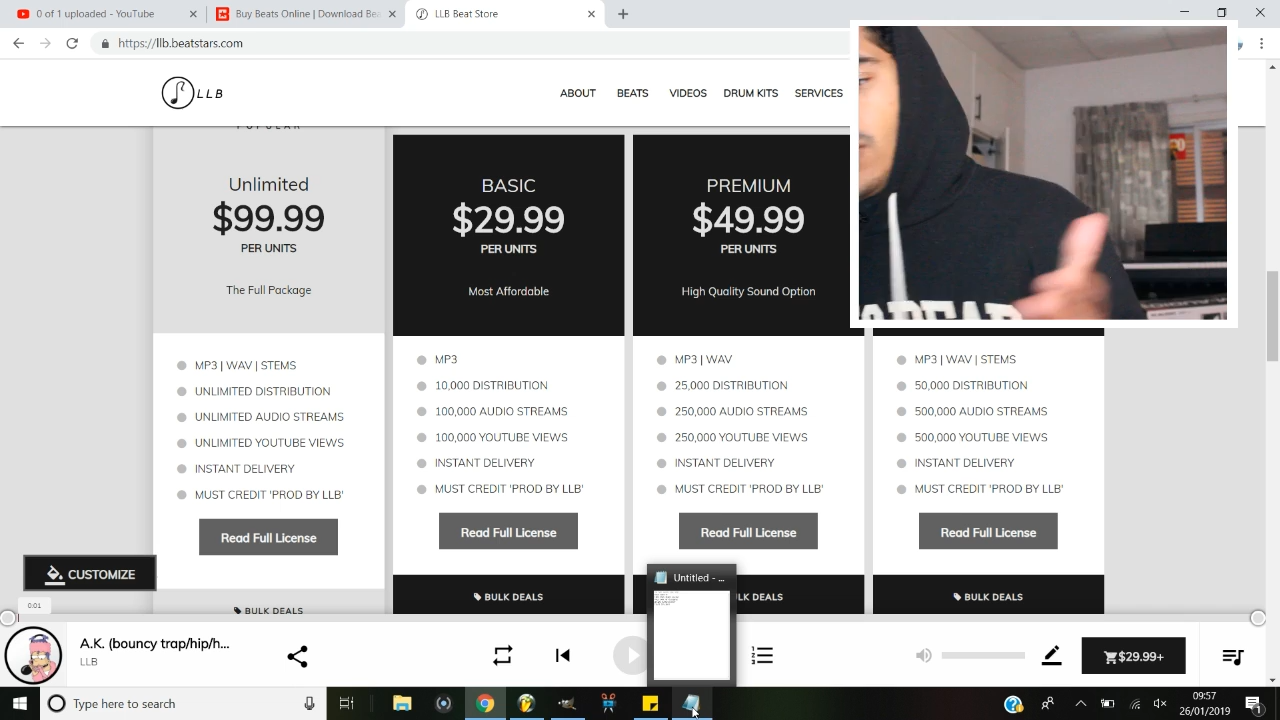 0 of 1 uploaded - YouTube
Buy Beats Online | Download Be
LLB Beat Store
https://llb.beatstars.com
LLB
ABOUT
BEATS
VIDEOS
DRUM KITS
SERVICES
Unlimited
$99.99
PER UNITS
The Full Package
MP3 | WAV | STEMS
UNLIMITED DISTRIBUTION
UNLIMITED AUDIO STREAMS
UNLIMITED YOUTUBE VIEWS
INSTANT DELIVERY
MUST CREDIT 'PROD BY LLB'
Read Full License
BULK DEALS
BASIC
$29.99
PER UNITS
Most Affordable
MP3
10,000 DISTRIBUTION
100,000 AUDIO STREAMS
100,000 YOUTUBE VIEWS
INSTANT DELIVERY
MUST CREDIT 'PROD BY LLB'
Read Full License
BULK DEALS
PREMIUM
$49.99
PER UNITS
High Quality Sound Option
MP3 | WAV
25,000 DISTRIBUTION
250,000 AUDIO STREAMS
250,000 YOUTUBE VIEWS
INSTANT DELIVERY
MUST CREDIT 'PROD BY LLB'
Read Full License
DEALS
MP3 | WAV | STEMS
50,000 DISTRIBUTION
500,000 AUDIO STREAMS
500,000 YOUTUBE VIEWS
INSTANT DELIVERY
MUST CREDIT 'PROD BY LLB'
Read Full License
BULK DEALS
CUSTOMIZE
0:01
Untitled - ...
A.K. (bouncy trap/hip/h...
LLB
$29.99+
Type here to search
09:57
26/01/2019